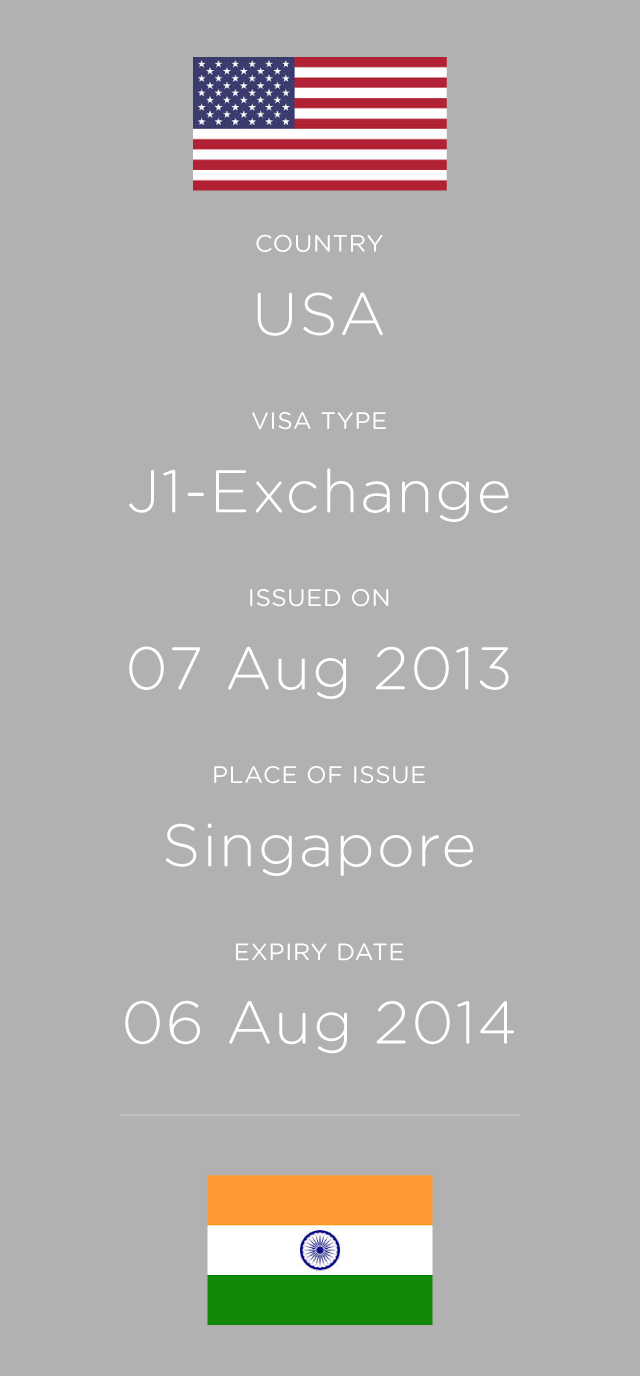 COUNTRY
USA
VISA TYPE
J1-Exchange
ISSUED ON
07 Aug 2013
PLACE OF ISSUE
Singapore
EXPIRY DATE
06 Aug 2014